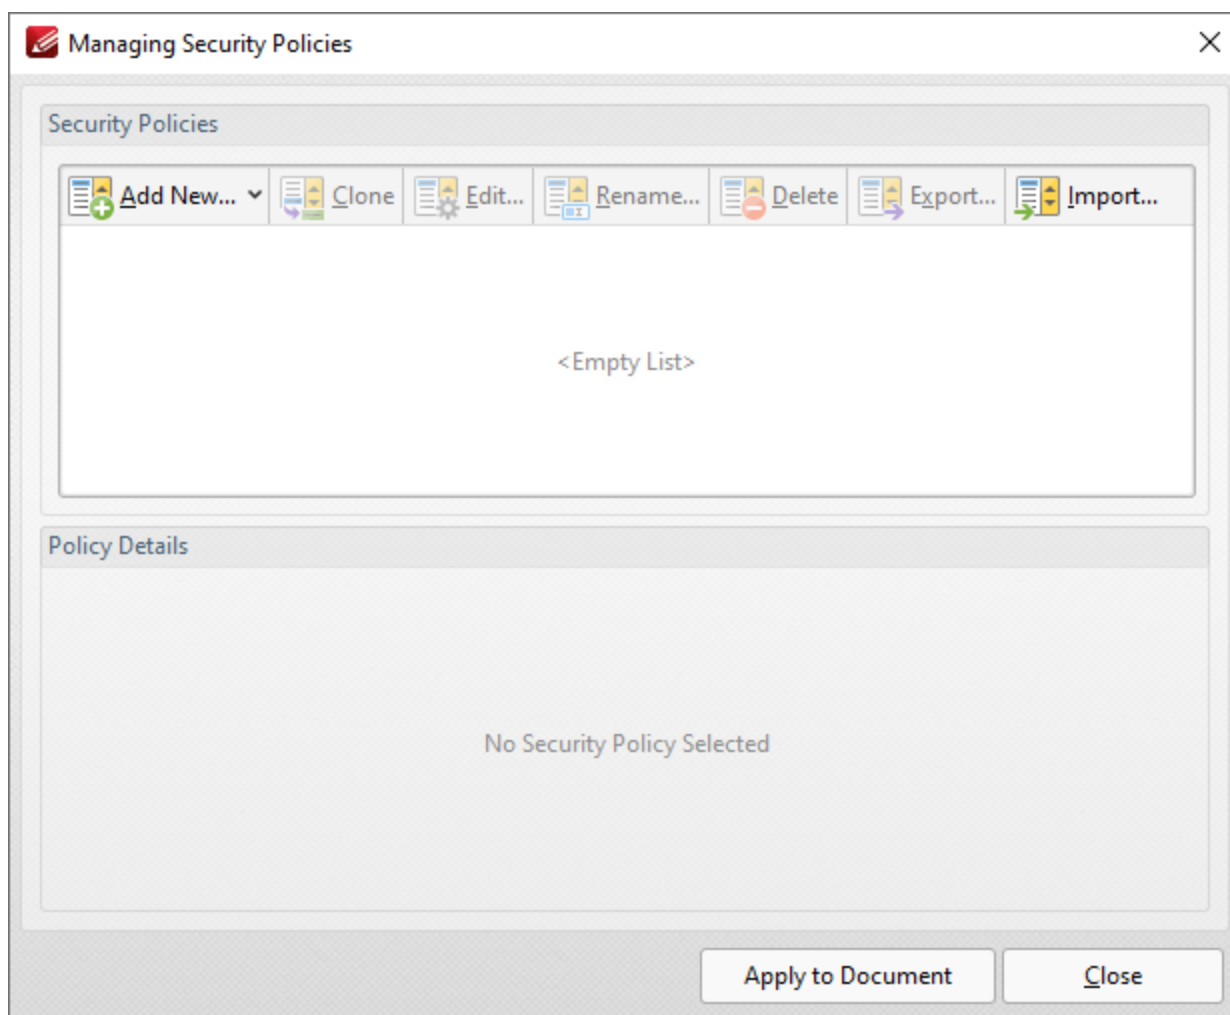 Managing Security Policies
Security Policies
Add New... Clone Edit... Rename... Delete Export... Import...
<Empty List>
Policy Details
No Security Policy Selected
Apply to Document Close